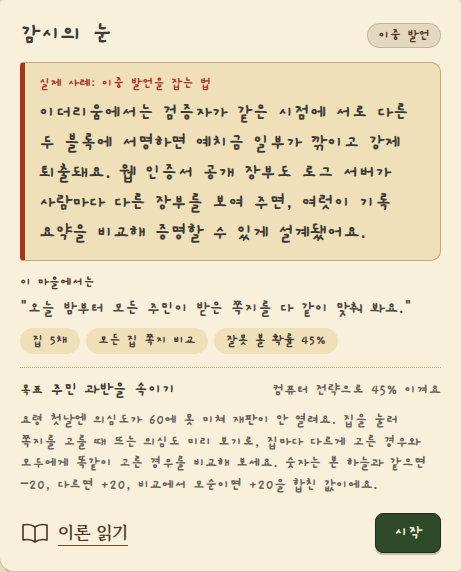 감시의 눈
이중 발언
실제 사례: 이중 발언을 잡는 법
이더리움에서는 검증자가 같은 시점에 서로 다른
두 블록에 서명하면 예치금 일부가 깎이고 강제
퇴출돼요. 웹 인증서 공개 장부도 로그 서버가
사람마다 다른 장부를 보여 주면, 여럿이 기록
요약을 비교해 증명할 수 있게 설계됐어요.
이 마을에서는
"오늘 밤부터 모든 주민이 받은 쪽지를 다 같이 맞춰 봐요."
집 5채
모든 집 쪽지 비교
잘못 볼 확률 45%
목표 주민 과반을 속이기
컴퓨터 전략으로 45% 이겨요
요령 첫날엔 의심도가 60에 못 미쳐 재판이 안 열려요. 집을 눌러
쪽지를 고를 때 뜨는 의심도 미리 보기로, 집마다 다르게 고른 경우와
모두에게 똑같이 고른 경우를 비교해 보세요. 숫자는 본 하늘과 같으면
−20, 다르면 +20, 비교에서 모순이면 +20을 합친 값이에요.
이론 읽기
시작